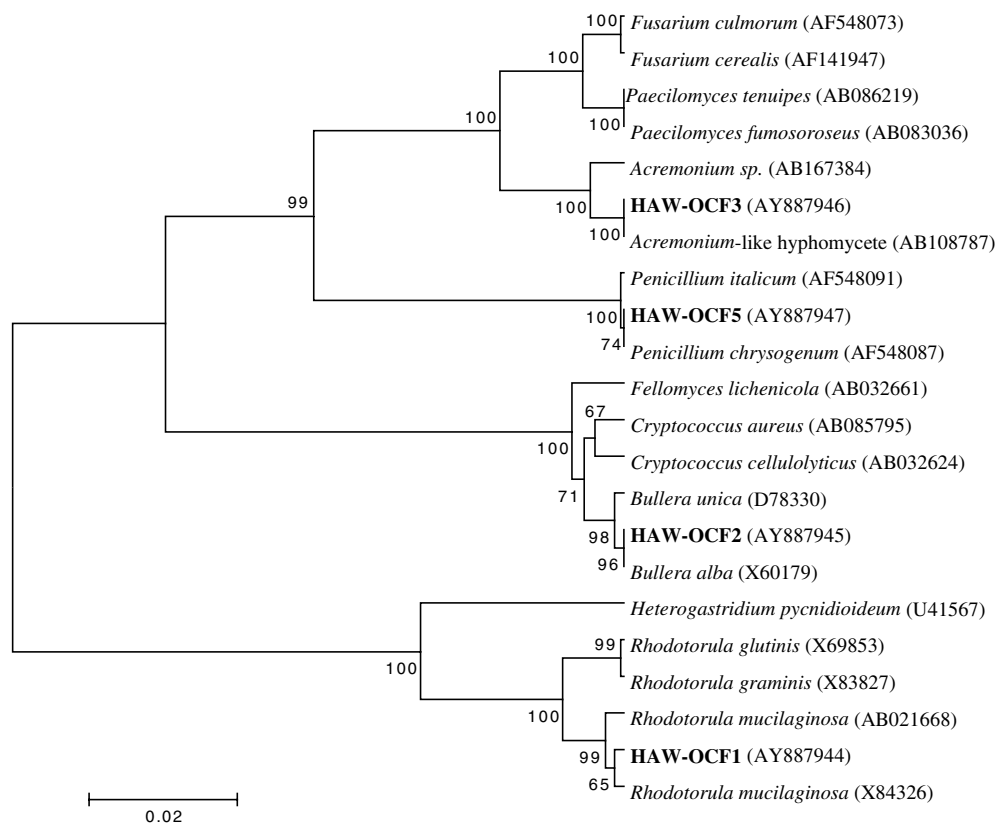 100
Fusarium culmorum (AF548073)
100
Fusarium cerealis (AF141947)
Paecilomyces tenuipes (AB086219)
100
100
Paecilomyces fumosoroseus (AB083036)
Acremonium sp. (AB167384)
99
100
HAW-OCF3 (AY887946)
100
Acremonium-like hyphomycete (AB108787)
Penicillium italicum (AF548091)
100
HAW-OCF5 (AY887947)
74
Penicillium chrysogenum (AF548087)
Fellomyces lichenicola (AB032661)
67
Cryptococcus aureus (AB085795)
100
Cryptococcus cellulolyticus (AB032624)
71
Bullera unica (D78330)
98
HAW-OCF2 (AY887945)
96
Bullera alba (X60179)
Heterogastridium pycnidioideum (U41567)
99
Rhodotorula glutinis (X69853)
100
Rhodotorula graminis (X83827)
100
Rhodotorula mucilaginosa (AB021668)
99
HAW-OCF1 (AY887944)
65
Rhodotorula mucilaginosa (X84326)
0.02